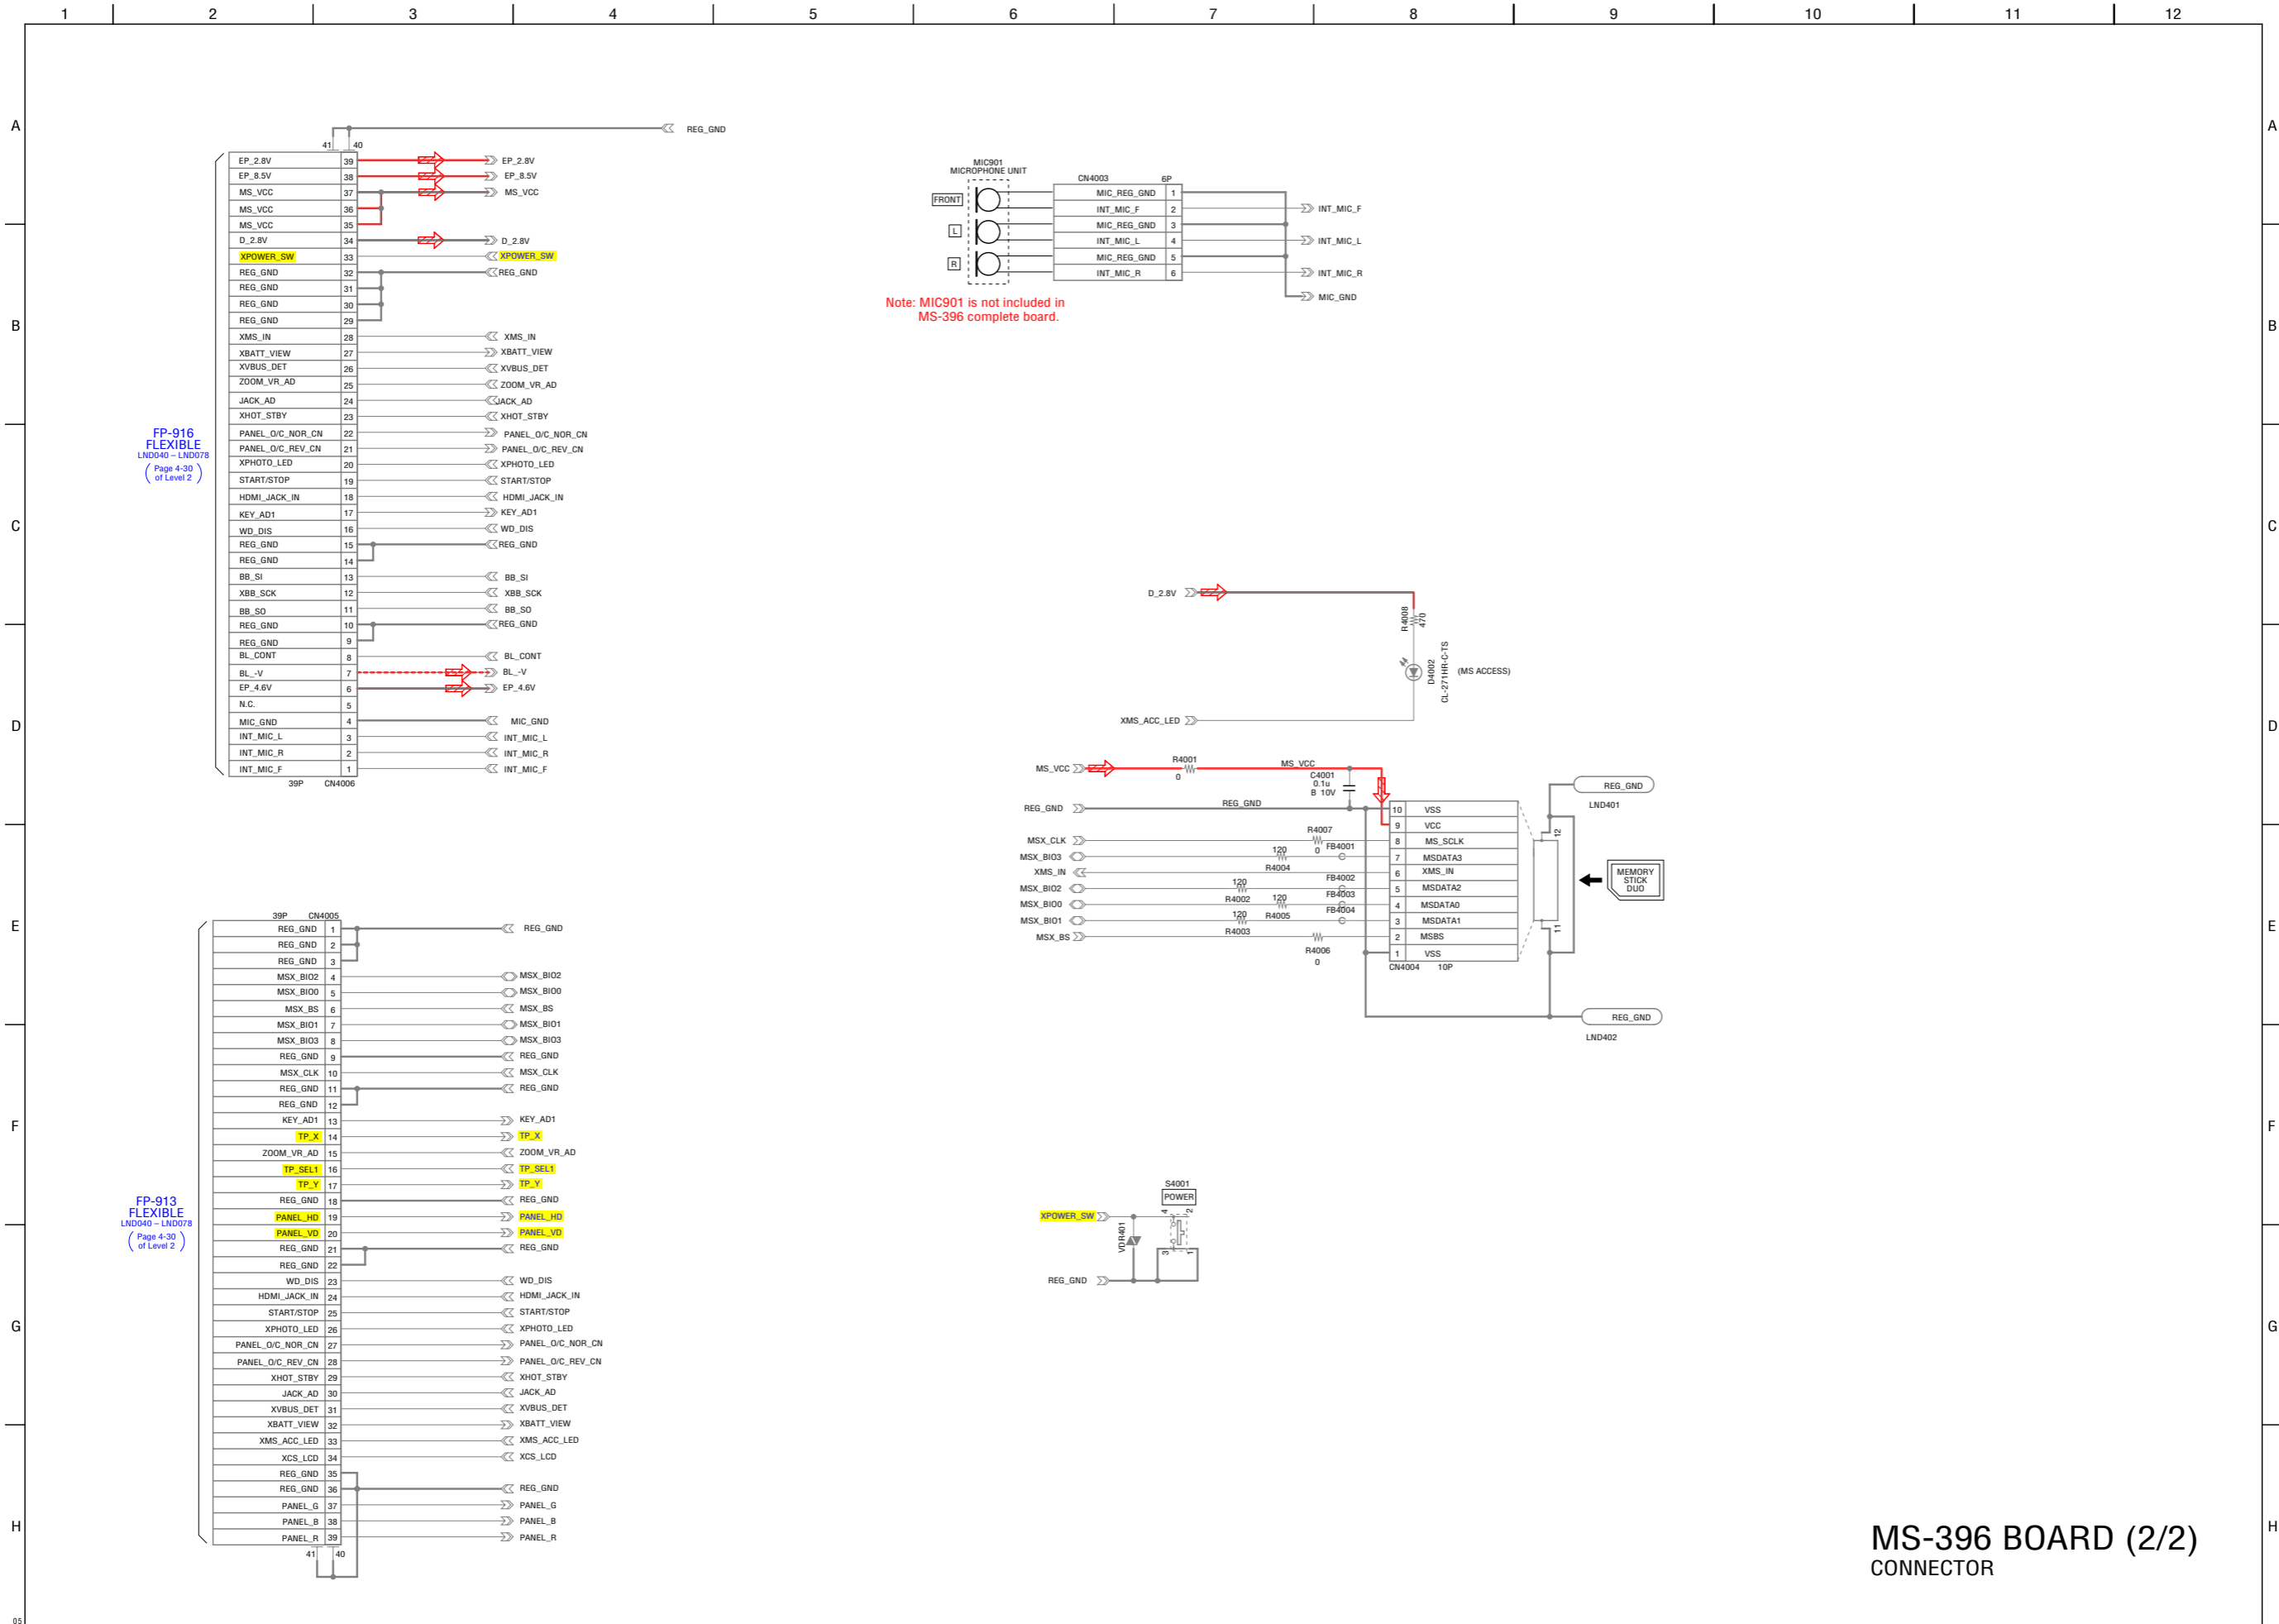 1 2 3 4 5 6 7 8 9 10 11 12
A A
B B
C C
D D
E E
F F
G G
H H
REG_GND
41 40
EP_2.8V 39 EP_2.8V
EP_8.5V 38 EP_8.5V
MS_VCC 37 MS_VCC
MS_VCC 36
MS_VCC 35
D_2.8V 34 D_2.8V
XPOWER_SW 33 XPOWER_SW
REG_GND 32 REG_GND
REG_GND 31
REG_GND 30
REG_GND 29
XMS_IN 28 XMS_IN
XBATT_VIEW 27 XBATT_VIEW
XVBUS_DET 26 XVBUS_DET
ZOOM_VR_AD 25 ZOOM_VR_AD
JACK_AD 24 JACK_AD
XHOT_STBY 23 XHOT_STBY
PANEL_O/C_NOR_CN 22 PANEL_O/C_NOR_CN
PANEL_O/C_REV_CN 21 PANEL_O/C_REV_CN
XPHOTO_LED 20 XPHOTO_LED
START/STOP 19 START/STOP
HDMI_JACK_IN 18 HDMI_JACK_IN
KEY_AD1 17 KEY_AD1
WD_DIS 16 WD_DIS
REG_GND 15 REG_GND
REG_GND 14
BB_SI 13 BB_SI
XBB_SCK 12 XBB_SCK
BB_SO 11 BB_SO
REG_GND 10 REG_GND
REG_GND 9
BL_CONT 8 BL_CONT
BL_-V 7 BL_-V
EP_4.6V 6 EP_4.6V
N.C. 5
MIC_GND 4 MIC_GND
INT_MIC_L 3 INT_MIC_L
INT_MIC_R 2 INT_MIC_R
INT_MIC_F 1 INT_MIC_F
39P CN4006
FP-916
FLEXIBLE
LND040 – LND078
( Page 4-30
of Level 2 )
MIC901
MICROPHONE UNIT
FRONT
L
R
CN4003 6P
MIC_REG_GND 1
INT_MIC_F 2 INT_MIC_F
MIC_REG_GND 3
INT_MIC_L 4 INT_MIC_L
MIC_REG_GND 5
INT_MIC_R 6 INT_MIC_R
MIC_GND
Note: MIC901 is not included in
MS-396 complete board.
D_2.8V
R4008
470
D4002
CL-271HR-C-TS
(MS ACCESS)
XMS_ACC_LED
MS_VCC R4001 0 MS_VCC
C4001
0.1u
B 10V
REG_GND REG_GND
10 VSS
9 VCC
MSX_CLK R4007 0 8 MS_SCLK
MSX_BIO3 120 R4004 FB4001 7 MSDATA3
XMS_IN 6 XMS_IN
MSX_BIO2 120 R4002 FB4002 5 MSDATA2
MSX_BIO0 120 R4005 FB4003 4 MSDATA0
MSX_BIO1 120 R4003 FB4004 3 MSDATA1
MSX_BS R4006 0 2 MSBS
1 VSS
CN4004 10P
12
11
REG_GND
LND401
MEMORY
STICK
DUO
REG_GND
LND402
39P CN4005
REG_GND 1 REG_GND
REG_GND 2
REG_GND 3
MSX_BIO2 4 MSX_BIO2
MSX_BIO0 5 MSX_BIO0
MSX_BS 6 MSX_BS
MSX_BIO1 7 MSX_BIO1
MSX_BIO3 8 MSX_BIO3
REG_GND 9 REG_GND
MSX_CLK 10 MSX_CLK
REG_GND 11 REG_GND
REG_GND 12
KEY_AD1 13 KEY_AD1
TP_X 14 TP_X
ZOOM_VR_AD 15 ZOOM_VR_AD
TP_SEL1 16 TP_SEL1
TP_Y 17 TP_Y
REG_GND 18 REG_GND
PANEL_HD 19 PANEL_HD
PANEL_VD 20 PANEL_VD
REG_GND 21 REG_GND
REG_GND 22
WD_DIS 23 WD_DIS
HDMI_JACK_IN 24 HDMI_JACK_IN
START/STOP 25 START/STOP
XPHOTO_LED 26 XPHOTO_LED
PANEL_O/C_NOR_CN 27 PANEL_O/C_NOR_CN
PANEL_O/C_REV_CN 28 PANEL_O/C_REV_CN
XHOT_STBY 29 XHOT_STBY
JACK_AD 30 JACK_AD
XVBUS_DET 31 XVBUS_DET
XBATT_VIEW 32 XBATT_VIEW
XMS_ACC_LED 33 XMS_ACC_LED
XCS_LCD 34 XCS_LCD
REG_GND 35
REG_GND 36 REG_GND
PANEL_G 37 PANEL_G
PANEL_B 38 PANEL_B
PANEL_R 39 PANEL_R
41 40
FP-913
FLEXIBLE
LND040 – LND078
( Page 4-30
of Level 2 )
S4001
POWER
XPOWER_SW
VDR401
4 2
3 1
REG_GND
MS-396 BOARD (2/2)
CONNECTOR
05